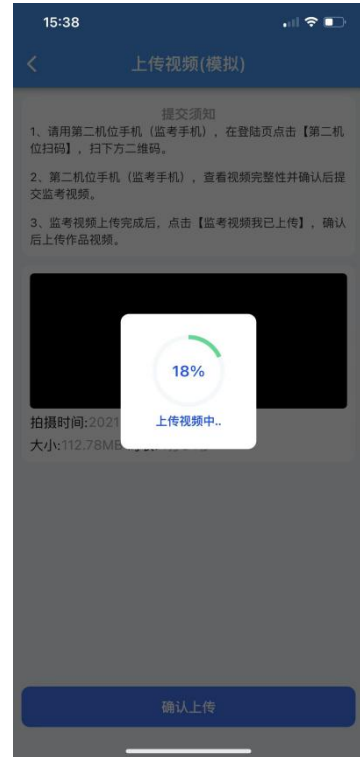 15:38
上传视频(模拟)
提交须知
1、请用第二机位手机（监考手机），在登陆页点击【第二机
位扫码】，扫下方二维码。
2、第二机位手机（监考手机），查看视频完整性并确认后提
交监考视频。
3、监考视频上传完成后，点击【监考视频我已上传】，确认
后上传作品视频。
18%
上传视频中..
拍摄时间:2021
大小:112.78MB
确认上传